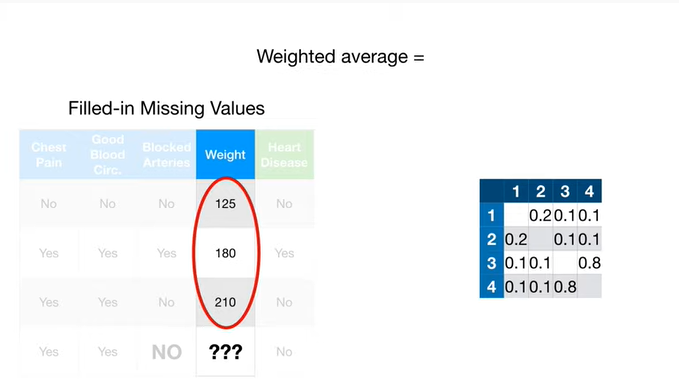 Weighted average =
Filled-in Missing Values
Chest Pain Good Blood Circ. Blocked Arteries Weight Heart Disease
No No No 125 No
Yes Yes Yes 180 Yes
Yes Yes No 210 No
Yes Yes NO ??? No
1 2 3 4
1 0.2 0.1 0.1
2 0.2 0.1 0.1
3 0.1 0.1 0.8
4 0.1 0.1 0.8